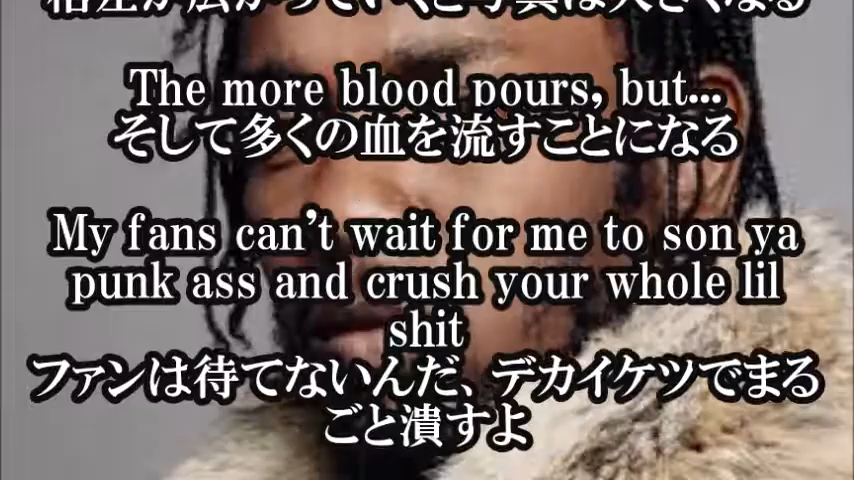 格差が広がっていくと写真は大きくなる
The more blood pours, but...
そして多くの血を流すことになる
My fans can't wait for me to son ya
punk ass and crush your whole lil
shit
ファンは待てないんだ、デカイケツでまる
ごと潰すよ